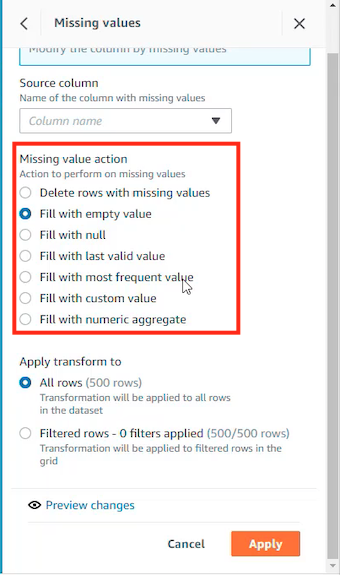 Missing values
Modify the column by missing values
Source column
Name of the column with missing values
Column name
Missing value action
Action to perform on missing values
Delete rows with missing values
Fill with empty value
Fill with null
Fill with last valid value
Fill with most frequent value
Fill with custom value
Fill with numeric aggregate
Apply transform to
All rows (500 rows)
Transformation will be applied to all rows
in the dataset
Filtered rows - 0 filters applied (500/500 rows)
Transformation will be applied to filtered rows in the
grid
Preview changes
Cancel Apply